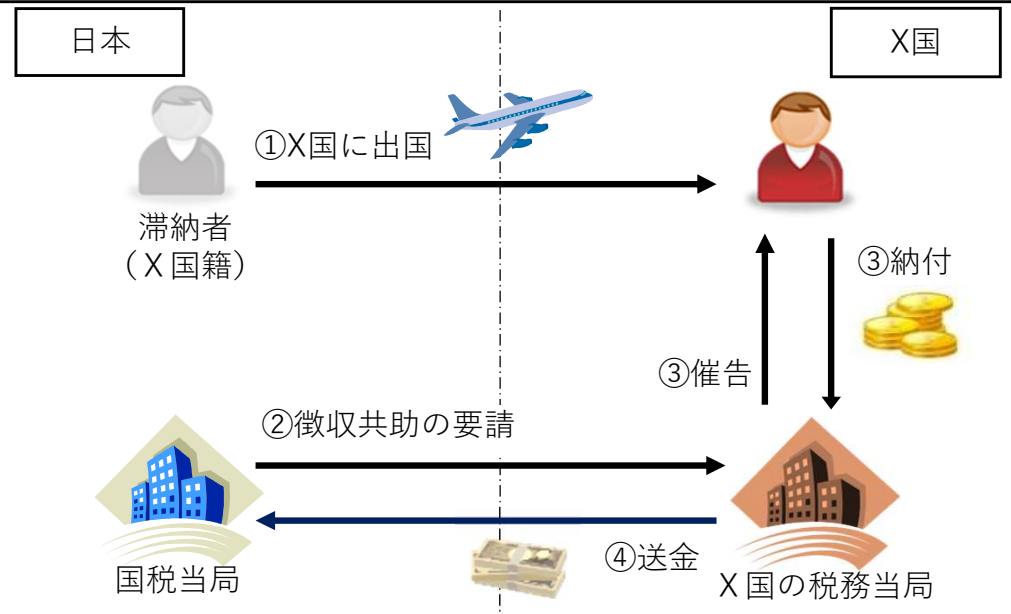 日本
X国
①X国に出国
滞納者
（Ｘ国籍）
③納付
③催告
②徴収共助の要請
④送金
国税当局
Ｘ国の税務当局